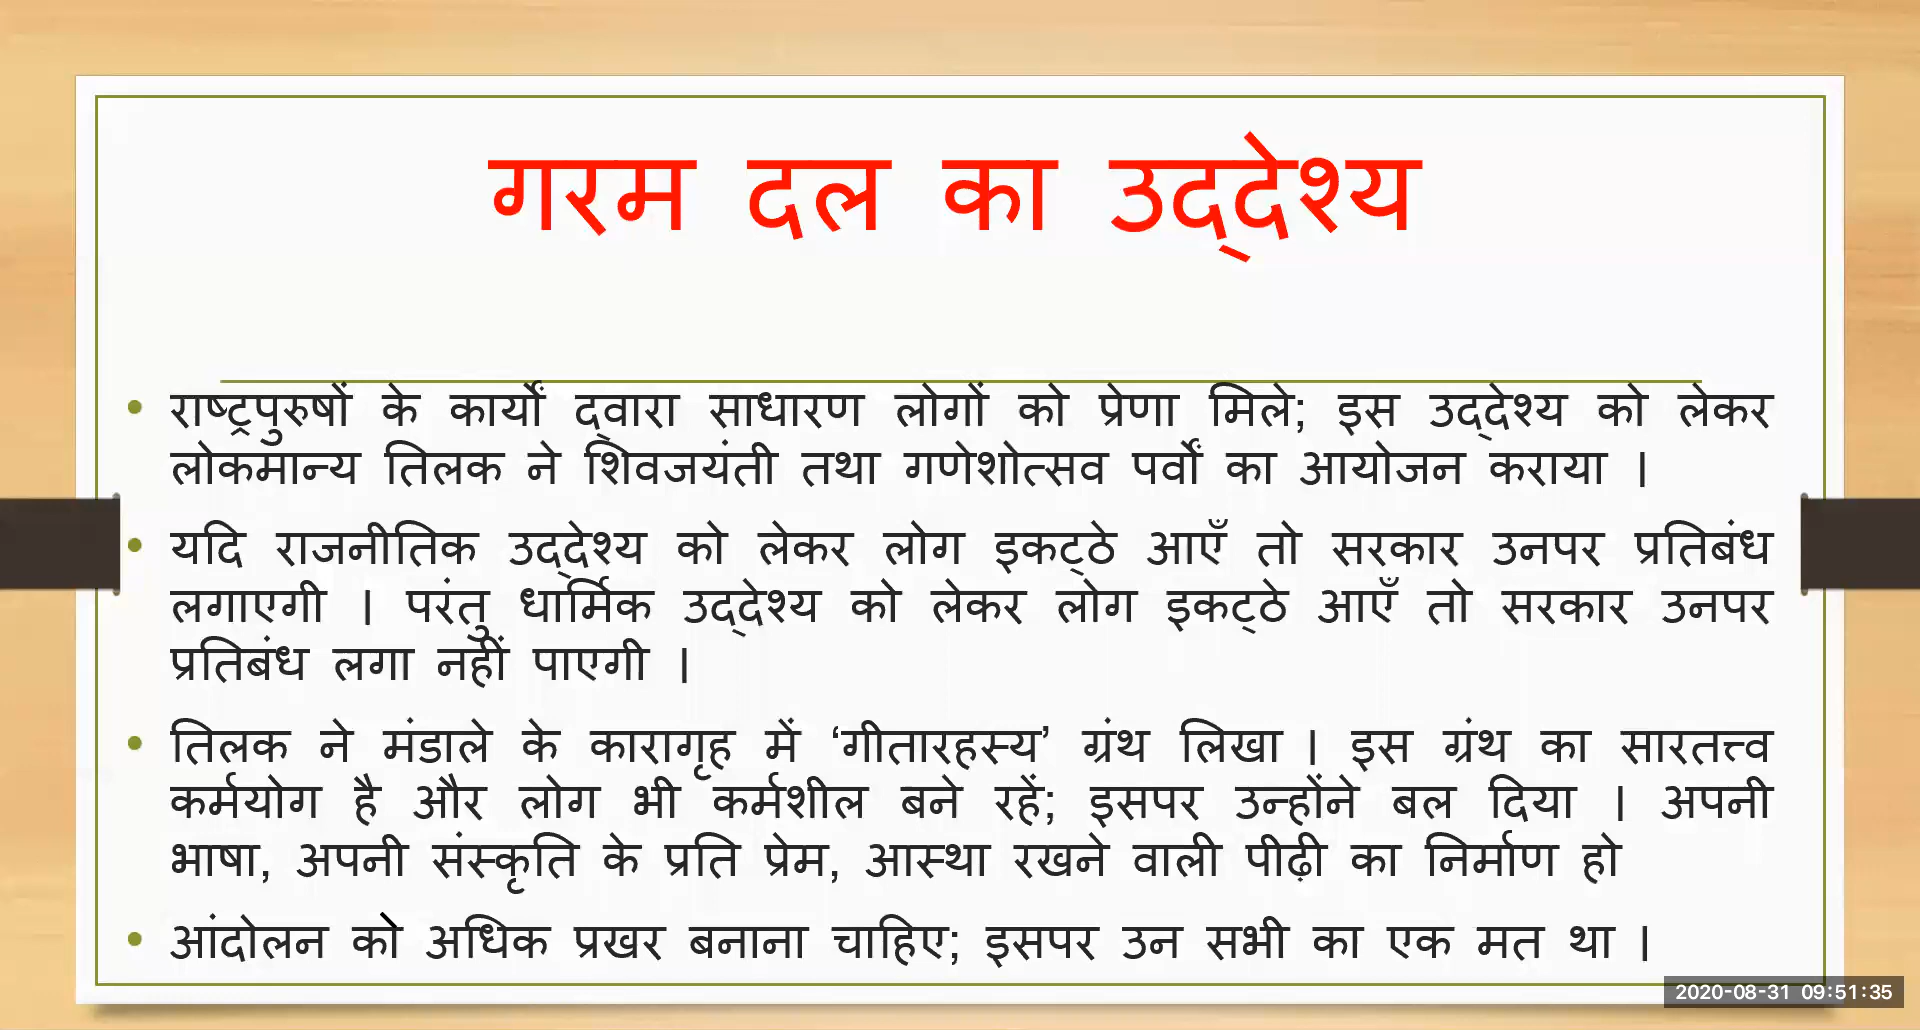 गरम दल का उद्‌देश्य
• राष्ट्रपुरुषों के कार्यों द्‌वारा साधारण लोगों को प्रेणा मिले; इस उद्‌देश्य को लेकर
लोकमान्य तिलक ने शिवजयंती तथा गणेशोत्सव पर्वों का आयोजन कराया ।
• यदि राजनीतिक उद्‌देश्य को लेकर लोग इकट्‌ठे आएँ तो सरकार उनपर प्रतिबंध
लगाएगी । परंतु धार्मिक उद्‌देश्य को लेकर लोग इकट्‌ठे आएँ तो सरकार उनपर
प्रतिबंध लगा नहीं पाएगी ।
• तिलक ने मंडाले के कारागृह में ‘गीतारहस्य’ ग्रंथ लिखा । इस ग्रंथ का सारतत्त्व
कर्मयोग है और लोग भी कर्मशील बने रहें; इसपर उन्होंने बल दिया । अपनी
भाषा, अपनी संस्कृति के प्रति प्रेम, आस्था रखने वाली पीढ़ी का निर्माण हो
• आंदोलन को अधिक प्रखर बनाना चाहिए; इसपर उन सभी का एक मत था ।
2020-08-31 09:51:35